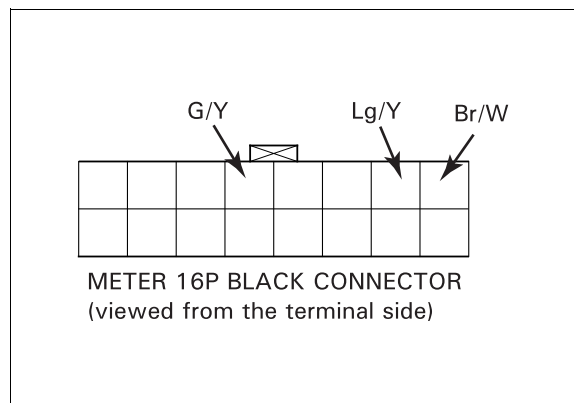 G/Y Lg/Y Br/W
METER 16P BLACK CONNECTOR
(viewed from the terminal side)